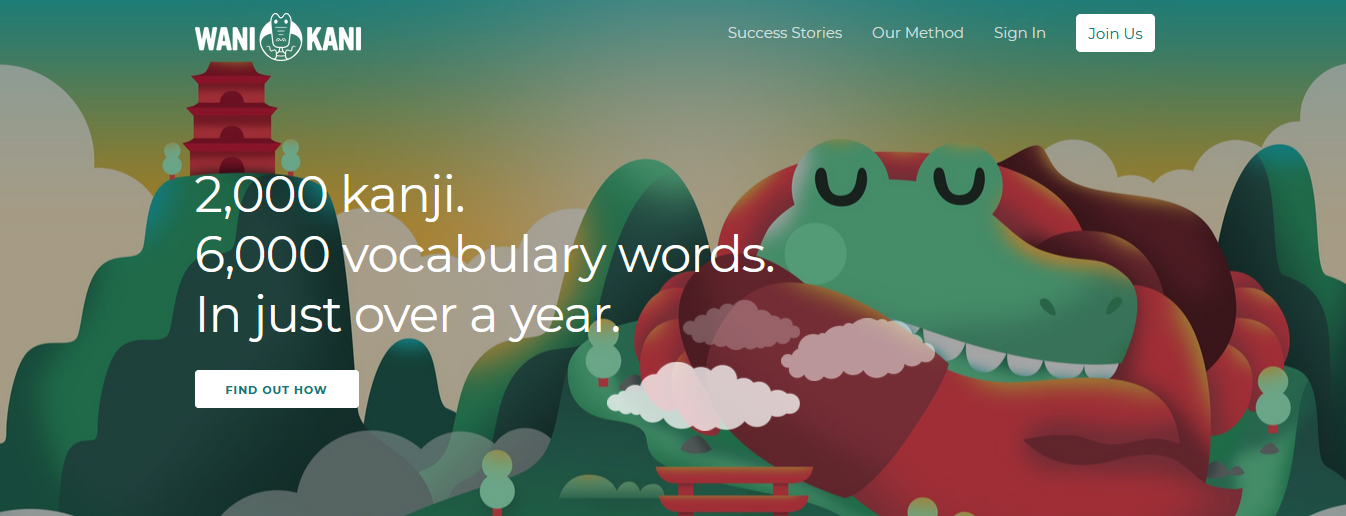 WANI KANI
Success Stories
Our Method
Sign In
Join Us
2,000 kanji.
6,000 vocabulary words.
In just over a year.
FIND OUT HOW